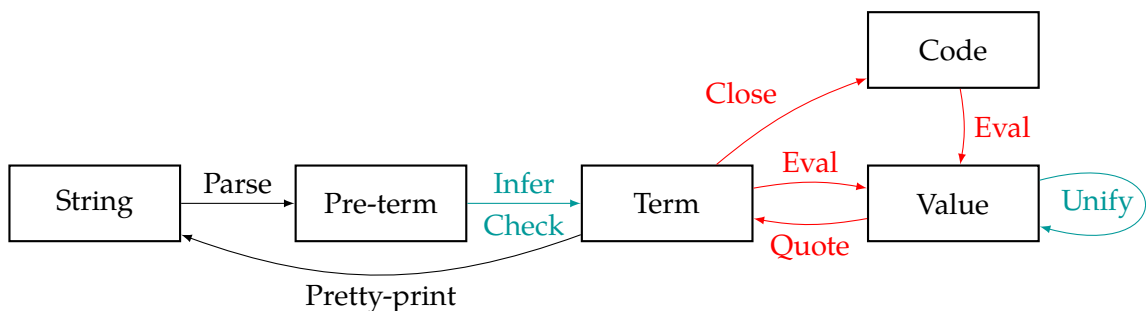 Code
Close
Eval
String
Parse
Pre-term
Infer
Check
Term
Eval
Quote
Value
Unify
Pretty-print